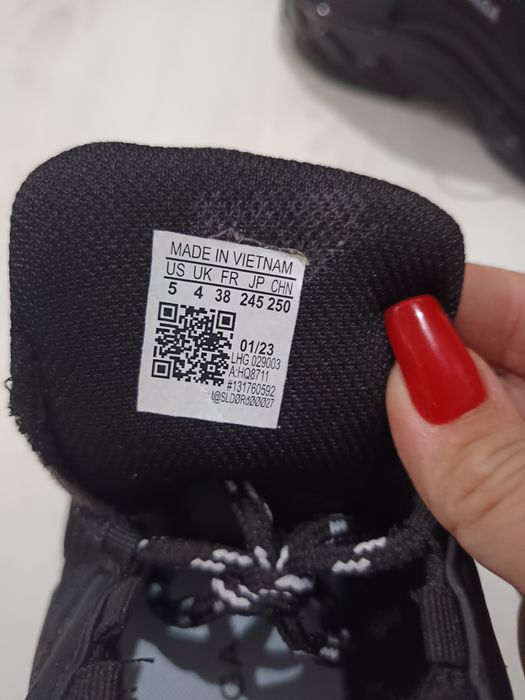 MADE IN VIETNAM
US UK FR JP CHN
5 4 38 245 250
01/23
LHG 029003
A:HQ8711
#131760592